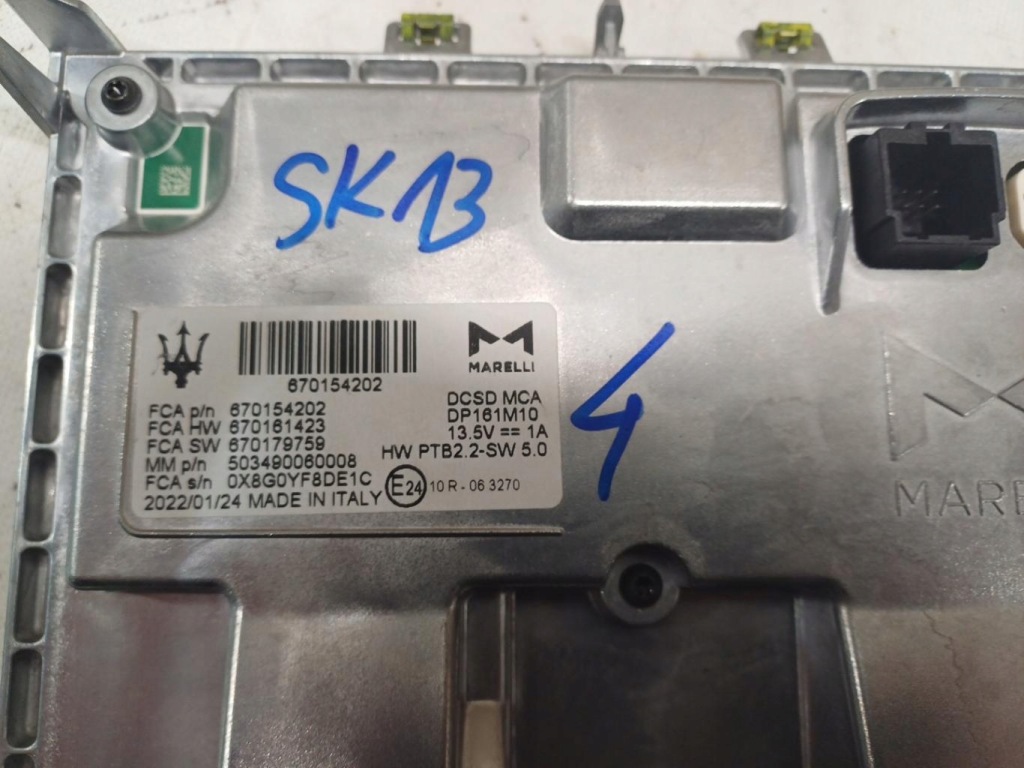 SK13
670154202
MARELLI
FCA p/n 670154202
FCA HW 670161423
FCA SW 670179759
MM p/n 503490060008
FCA s/n 0X8G0YF8DE1C
2022/01/24 MADE IN ITALY
DCSD MCA
DP161M10
13.5V == 1A
HW PTB2.2-SW 5.0
E24 10 R - 06 3270
4
MARE